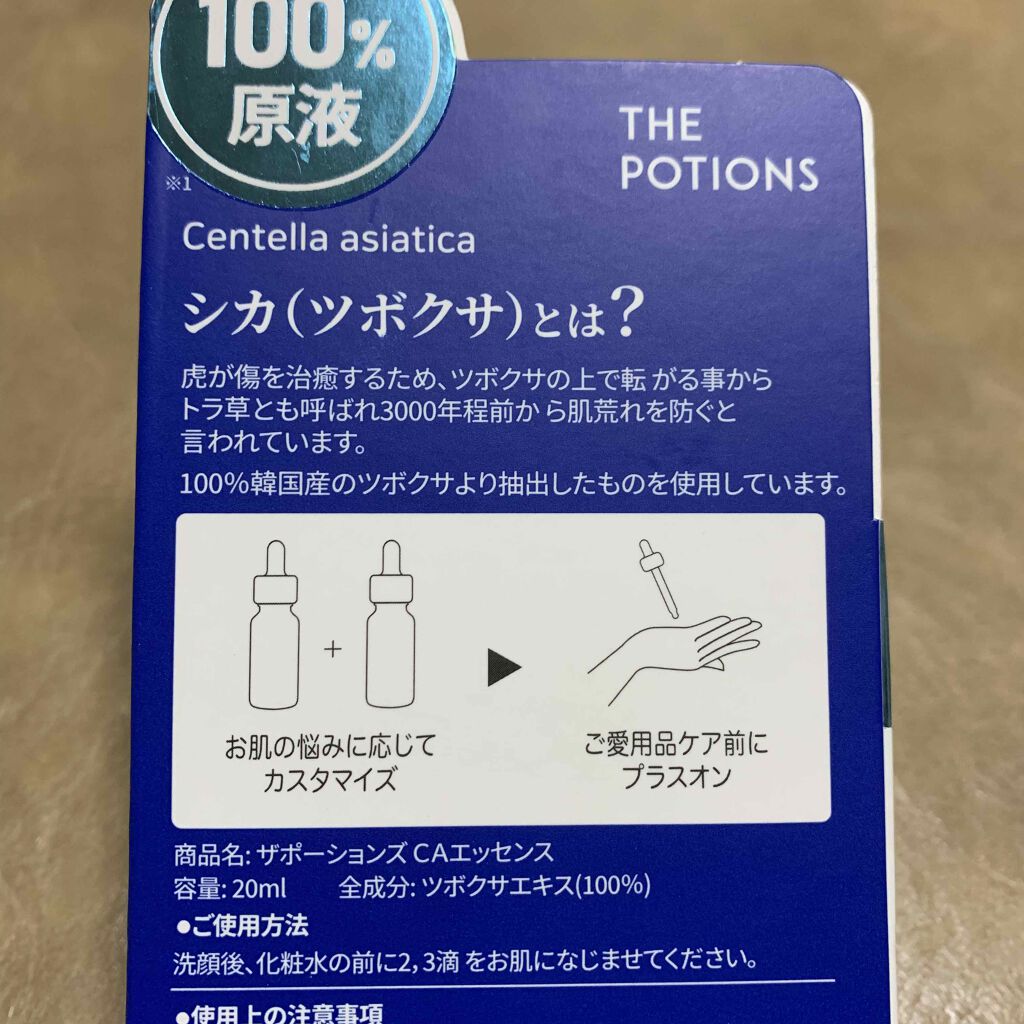 100%
原液
THE
POTIONS
※1
Centella asiatica
シカ(ツボクサ)とは?
虎が傷を治癒するため、ツボクサの上で転 がる事から
トラ草とも呼ばれ3000年程前か ら肌荒れを防ぐと
言われています。
100%韓国産のツボクサより抽出したものを使用しています。
+
お肌の悩みに応じて
カスタマイズ
ご愛用品ケア前に
プラスオン
商品名: ザポーションズ CAエッセンス
容量: 20ml 全成分: ツボクサエキス(100%)
●ご使用方法
洗顔後、化粧水の前に2, 3滴 をお肌になじませてください。
●使用上の注意事項